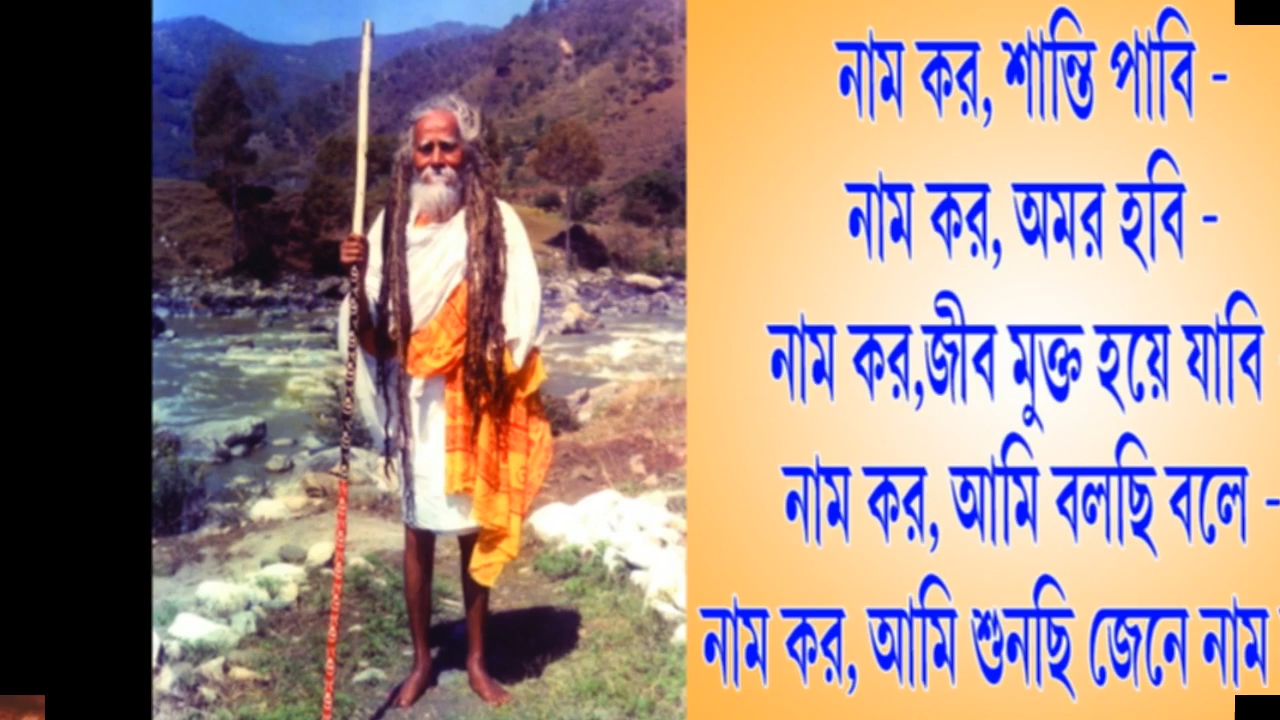 নাম কর, শান্তি পাবি -
নাম কর, অমর হবি -
নাম কর,জীব মুক্ত হয়ে যাবি
নাম কর, আমি বলছি বলে -
নাম কর, আমি শুনছি জেনে নাম